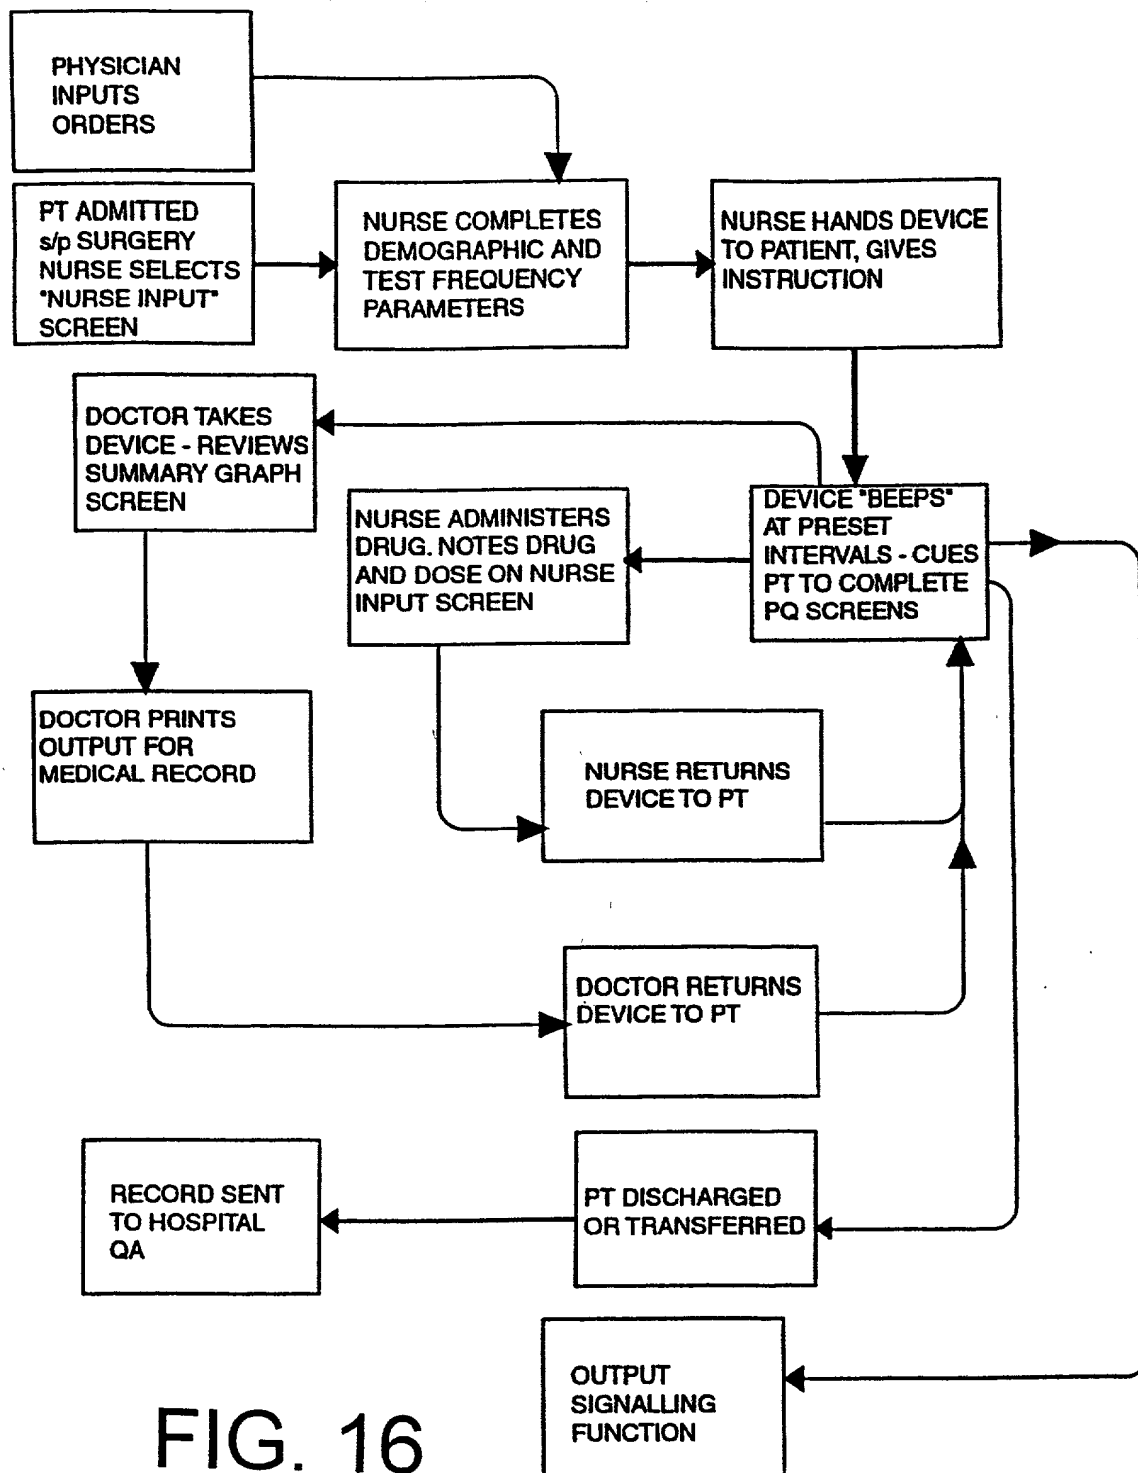 PHYSICIAN
INPUTS
ORDERS
PT ADMITTED
s/p SURGERY
NURSE SELECTS
"NURSE INPUT"
SCREEN
NURSE COMPLETES
DEMOGRAPHIC AND
TEST FREQUENCY
PARAMETERS
NURSE HANDS DEVICE
TO PATIENT, GIVES
INSTRUCTION
DOCTOR TAKES
DEVICE - REVIEWS
SUMMARY GRAPH
SCREEN
NURSE ADMINISTERS
DRUG. NOTES DRUG
AND DOSE ON NURSE
INPUT SCREEN
DEVICE "BEEPS"
AT PRESET
INTERVALS - CUES
PT TO COMPLETE
PQ SCREENS
DOCTOR PRINTS
OUTPUT FOR
MEDICAL RECORD
NURSE RETURNS
DEVICE TO PT
DOCTOR RETURNS
DEVICE TO PT
RECORD SENT
TO HOSPITAL
QA
PT DISCHARGED
OR TRANSFERRED
OUTPUT
SIGNALLING
FUNCTION
FIG. 16